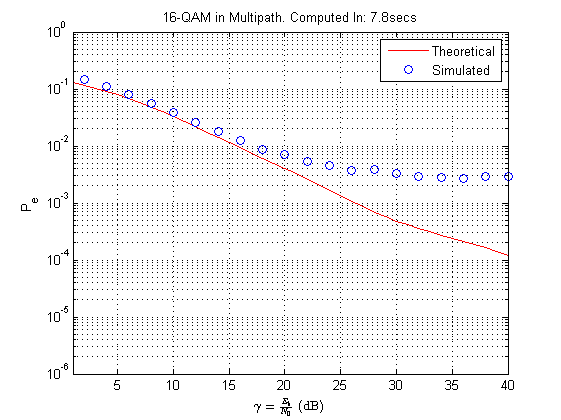 16-QAM in Multipath. Computed In: 7.8secs
10^0
10^-1
10^-2
10^-3
10^-4
10^-5
10^-6
P_e
Theoretical
Simulated
5 10 15 20 25 30 35 40
γ = E_b/N_0 (dB)